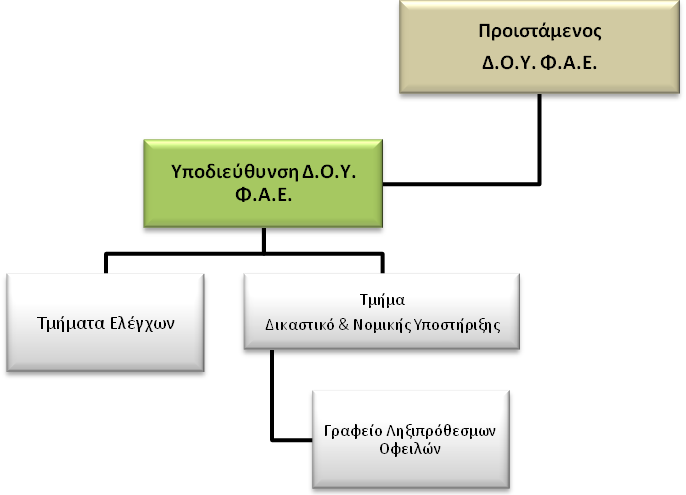 Προιστάμενος
Δ.Ο.Υ. Φ.Α.Ε.
Υποδιεύθυνση Δ.Ο.Υ.
Φ.Α.Ε.
Τμήματα Ελέγχων
Τμήμα
Δικαστικό & Νομικής Υποστήριξης
Γραφείο Ληξιπρόθεσμων
Οφειλών